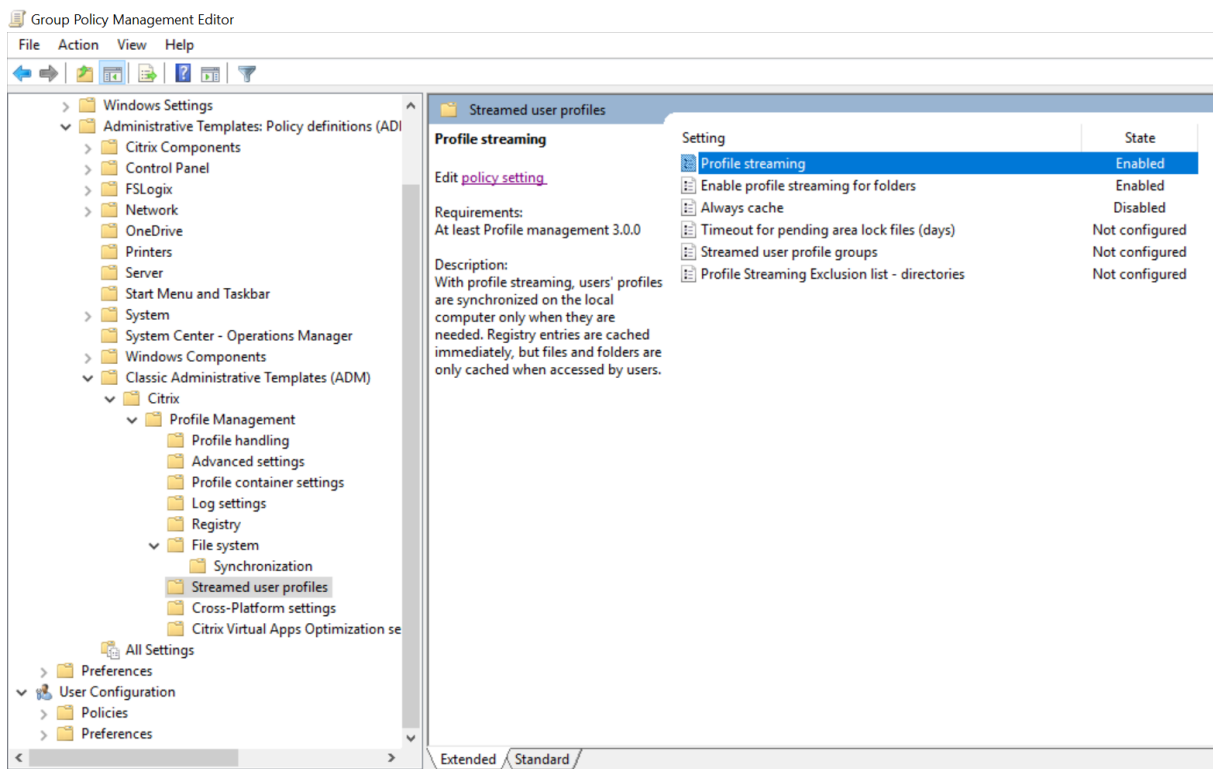 Group Policy Management Editor
File Action View Help
Windows Settings
Administrative Templates: Policy definitions (ADI
Citrix Components
Control Panel
FSLogix
Network
OneDrive
Printers
Server
Start Menu and Taskbar
System
System Center - Operations Manager
Windows Components
Classic Administrative Templates (ADM)
Citrix
Profile Management
Profile handling
Advanced settings
Profile container settings
Log settings
Registry
File system
Synchronization
Streamed user profiles
Cross-Platform settings
Citrix Virtual Apps Optimization se
All Settings
Preferences
User Configuration
Policies
Preferences
Streamed user profiles
Profile streaming
Edit policy setting
Requirements:
At least Profile management 3.0.0
Description:
With profile streaming, users' profiles
are synchronized on the local
computer only when they are
needed. Registry entries are cached
immediately, but files and folders are
only cached when accessed by users.
Setting State
Profile streaming Enabled
Enable profile streaming for folders Enabled
Always cache Disabled
Timeout for pending area lock files (days) Not configured
Streamed user profile groups Not configured
Profile Streaming Exclusion list - directories Not configured
Extended Standard